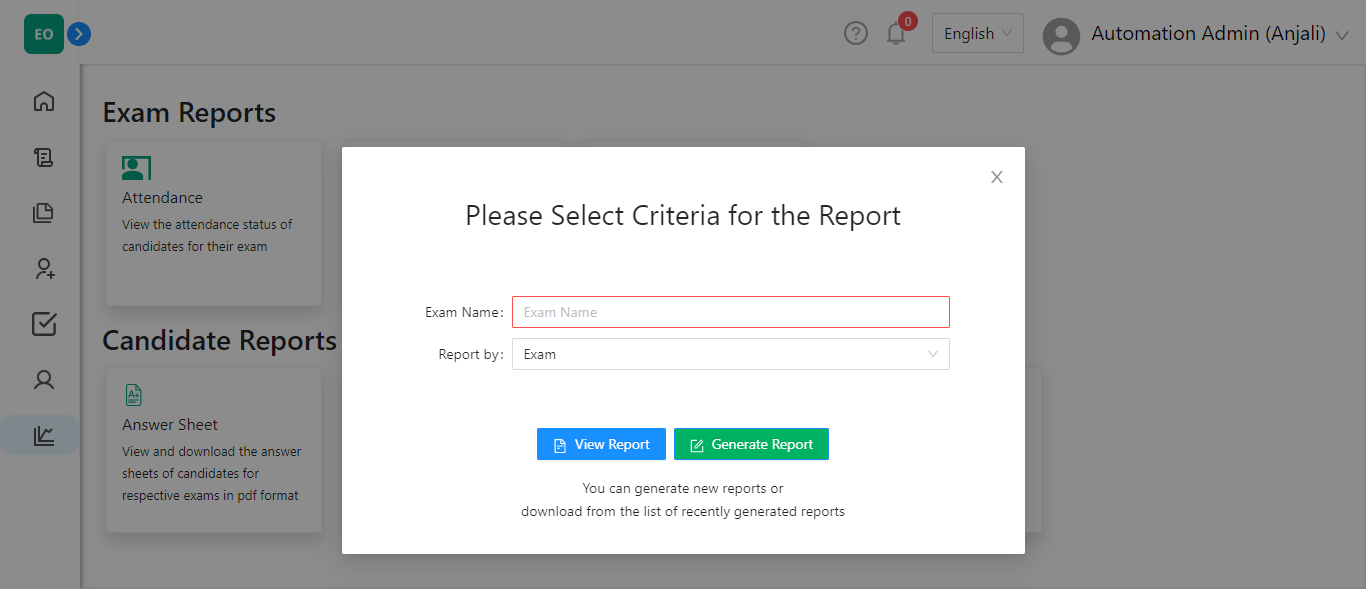 EO
0
English
Automation Admin (Anjali)
Exam Reports
Attendance
View the attendance status of
candidates for their exam
Candidate Reports
Answer Sheet
View and download the answer
sheets of candidates for
respective exams in pdf format
Please Select Criteria for the Report
Exam Name:
Exam Name
Report by:
Exam
View Report
Generate Report
You can generate new reports or
download from the list of recently generated reports